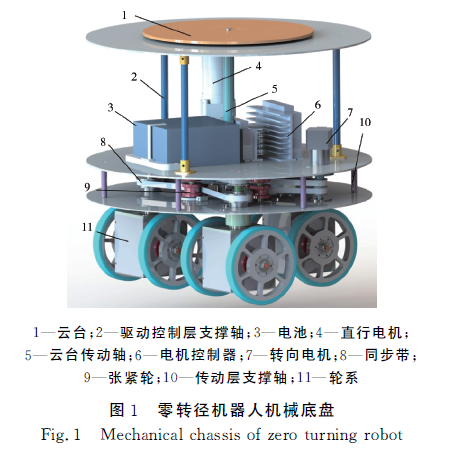 1
2
4
3
5
6
7
10
8
9
11
1—云台;2—驱动控制层支撑轴;3—电池;4—直行电机;
5—云台传动轴;6—电机控制器;7—转向电机;8—同步带;
9—张紧轮;10—传动层支撑轴;11—轮系
图 1 零转径机器人机械底盘
Fig. 1 Mechanical chassis of zero turning robot